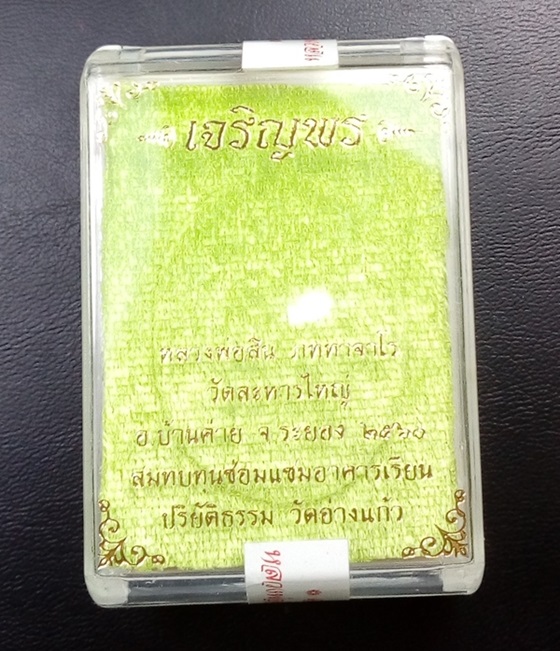 เจริญพร
หลวงพ่อสิน ภัททาจาโร
วัดละหารใหญ่
อ.บ้านค่าย จ.ระยอง ๒๕๖๐
สมทบทุนซ่อมแซมอาคารเรียน
ปริยัติธรรม วัดอ่างแก้ว